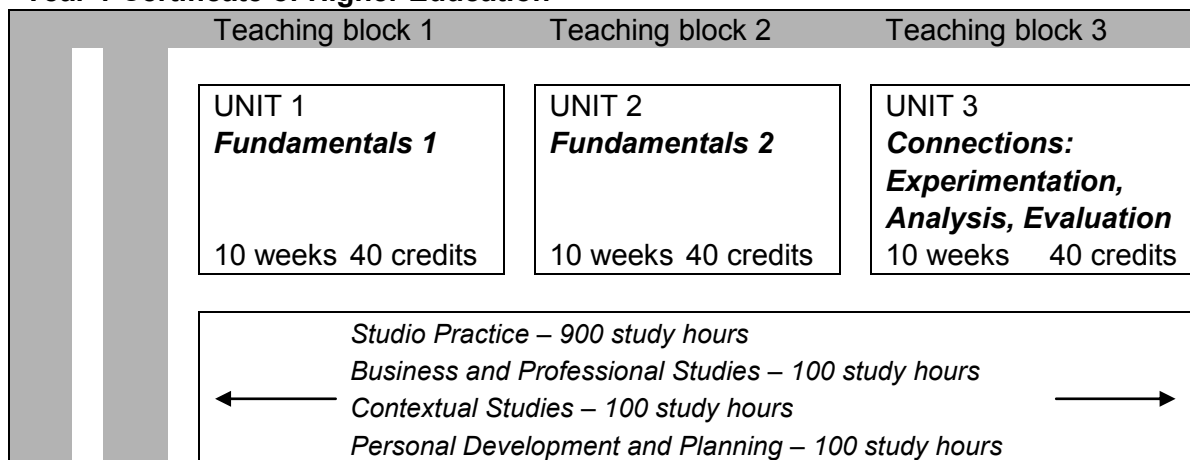 Teaching block 1 Teaching block 2 Teaching block 3
UNIT 1
Fundamentals 1
10 weeks 40 credits
UNIT 2
Fundamentals 2
10 weeks 40 credits
UNIT 3
Connections:
Experimentation,
Analysis, Evaluation
10 weeks 40 credits
Studio Practice – 900 study hours
Business and Professional Studies – 100 study hours
Contextual Studies – 100 study hours
Personal Development and Planning – 100 study hours